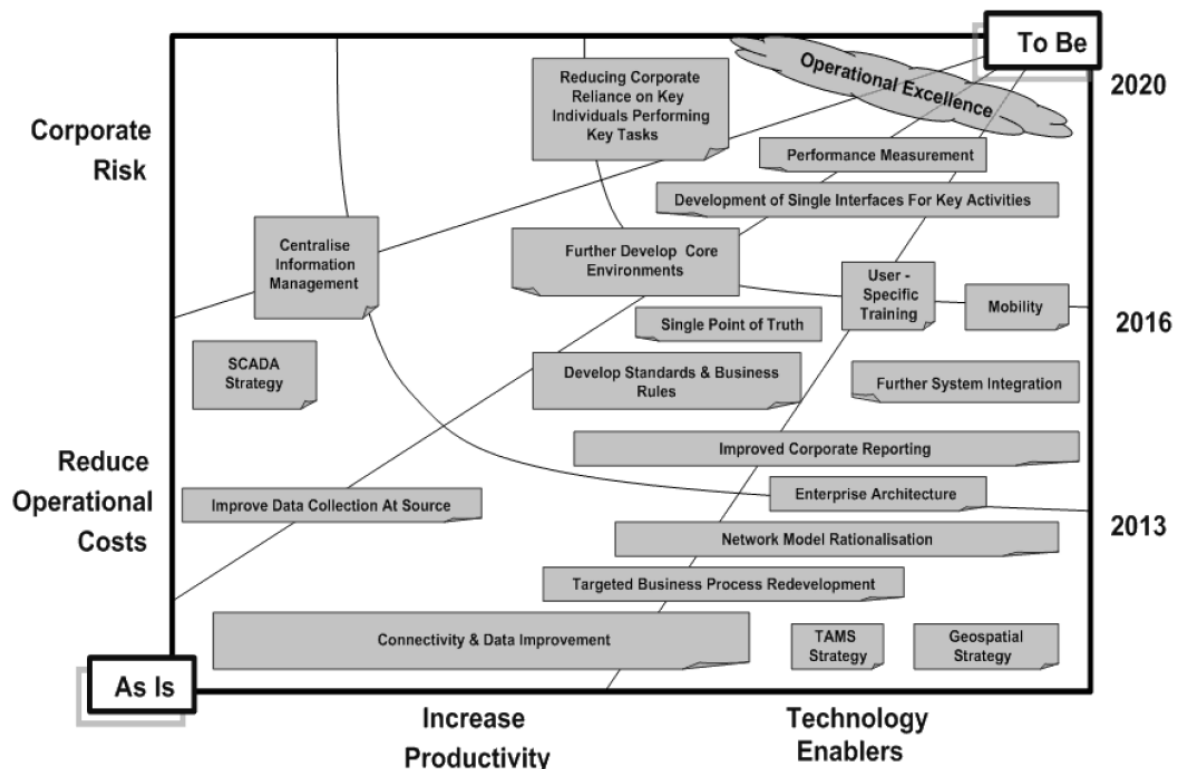 To Be
Operational Excellence
2020
Reducing Corporate
Reliance on Key
Individuals Performing
Key Tasks
Corporate
Risk
Performance Measurement
Development of Single Interfaces For Key Activities
Centralise
Information
Management
Further Develop Core
Environments
User -
Specific
Training
Mobility
2016
Single Point of Truth
SCADA
Strategy
Develop Standards & Business
Rules
Further System Integration
Improved Corporate Reporting
Reduce
Operational
Costs
Improve Data Collection At Source
Enterprise Architecture
2013
Network Model Rationalisation
Targeted Business Process Redevelopment
Connectivity & Data Improvement
TAMS
Strategy
Geospatial
Strategy
As Is
Increase
Productivity
Technology
Enablers